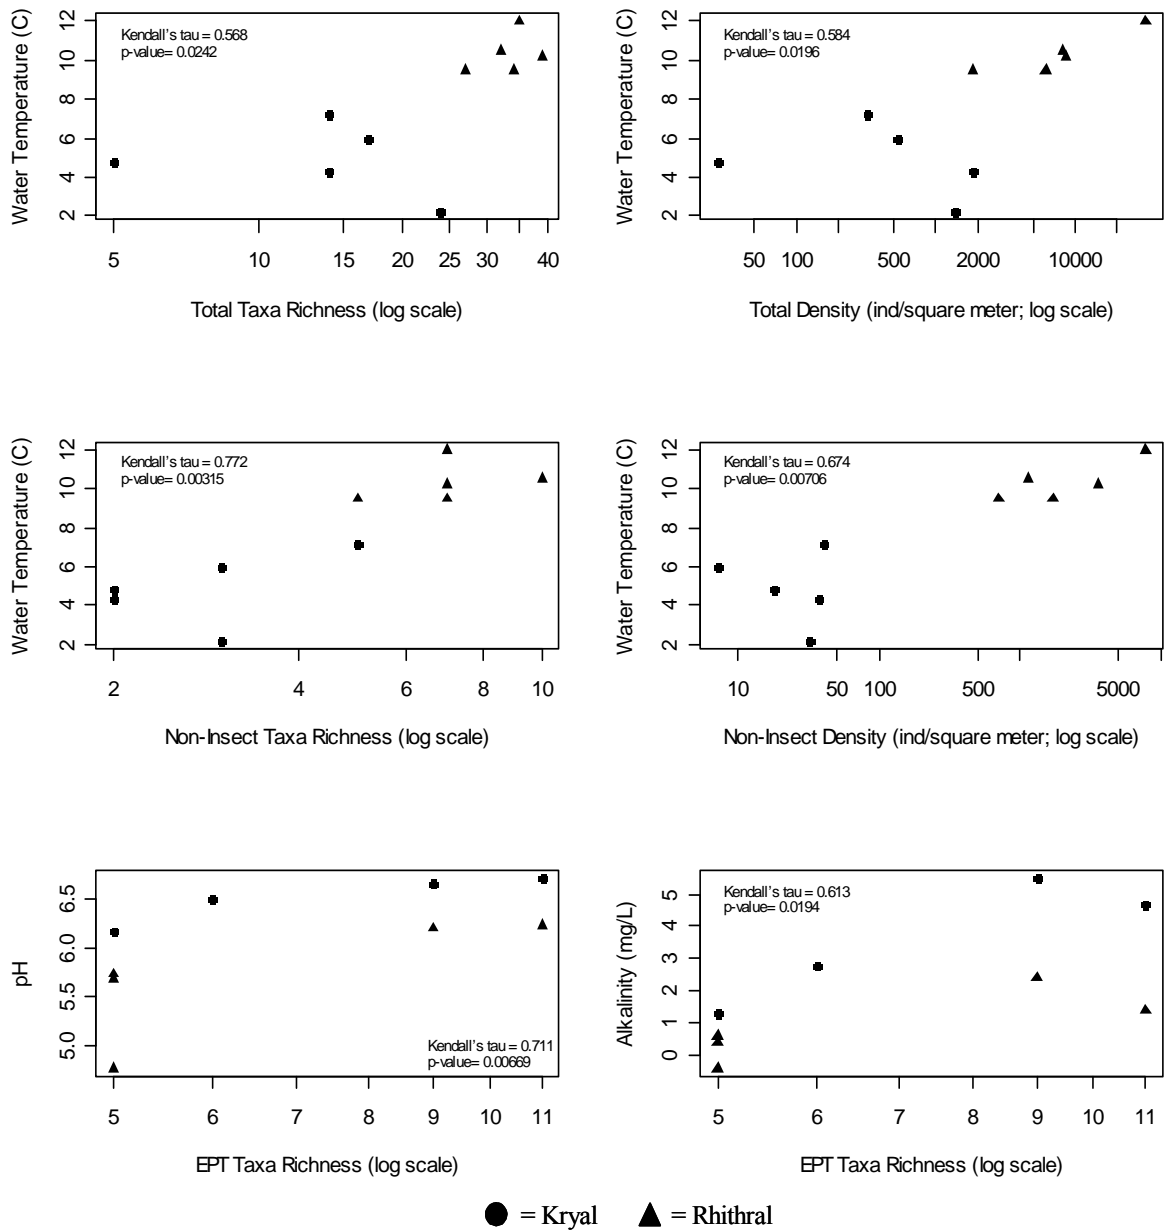 Water Temperature (C)
12
10
8
6
4
2
Kendall's tau = 0.568
p-value= 0.0242
5
10
15
20
25
30
40
Total Taxa Richness (log scale)
Water Temperature (C)
12
10
8
6
4
2
Kendall's tau = 0.584
p-value= 0.0196
50
100
500
2000
10000
Total Density (ind/square meter; log scale)
Water Temperature (C)
12
10
8
6
4
2
Kendall's tau = 0.772
p-value= 0.00315
2
4
6
8
10
Non-Insect Taxa Richness (log scale)
Water Temperature (C)
12
10
8
6
4
2
Kendall's tau = 0.674
p-value= 0.00706
10
50
100
500
5000
Non-Insect Density (ind/square meter; log scale)
pH
6.5
6.0
5.5
5.0
Kendall's tau = 0.711
p-value= 0.00669
5
6
7
8
9
10
11
EPT Taxa Richness (log scale)
Alkalinity (mg/L)
5
4
3
2
1
0
Kendall's tau = 0.613
p-value= 0.0194
5
6
7
8
9
10
11
EPT Taxa Richness (log scale)
= Kryal
= Rhithral